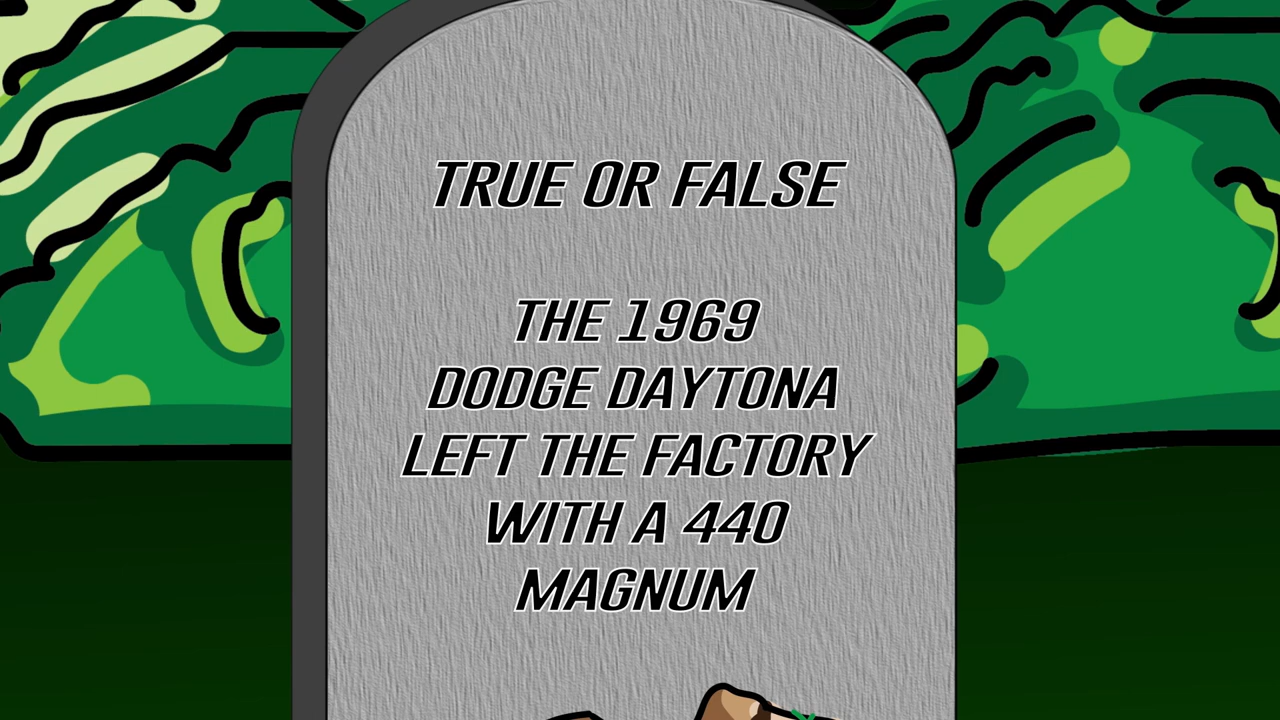 TRUE OR FALSE
THE 1969
DODGE DAYTONA
LEFT THE FACTORY
WITH A 440
MAGNUM